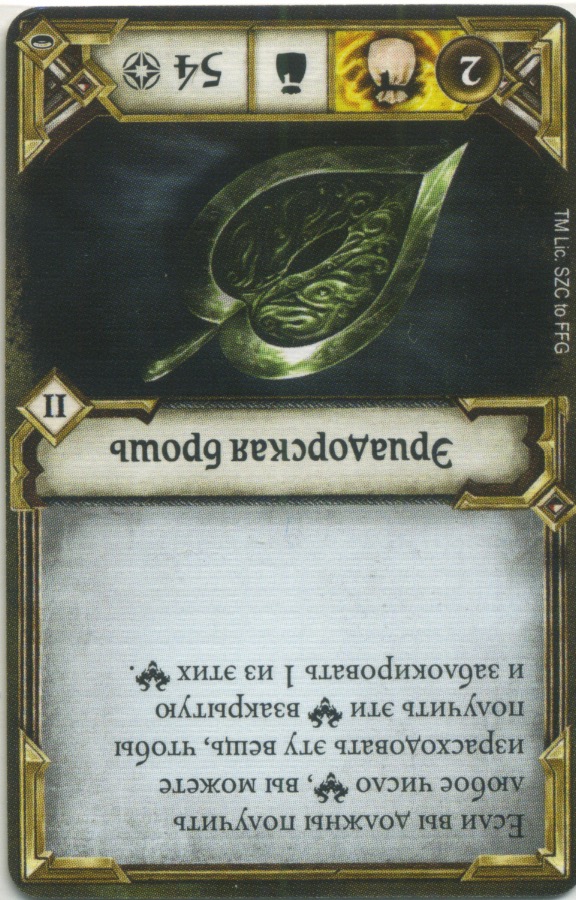 Если вы должны получить
любое число , вы можете
израсходовать эту вещь, чтобы
получить эти взакрытую
и заблокировать 1 из этих .
Эриадорская брошь
II
TM Lic. SZC to FFG
2
54